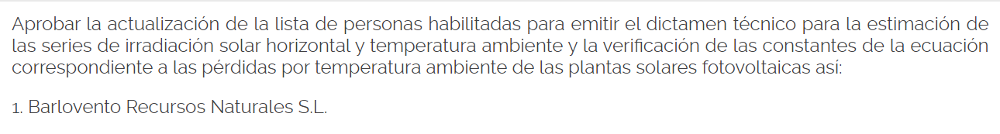 Aprobar la actualización de la lista de personas habilitadas para emitir el dictamen técnico para la estimación de
las series de irradiación solar horizontal y temperatura ambiente y la verificación de las constantes de la ecuación
correspondiente a las pérdidas por temperatura ambiente de las plantas solares fotovoltaicas así:
1. Barlovento Recursos Naturales S.L.